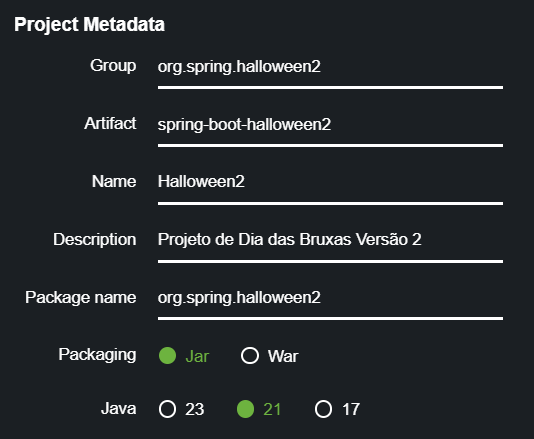 Project Metadata
Group org.spring.halloween2
Artifact spring-boot-halloween2
Name Halloween2
Description Projeto de Dia das Bruxas Versão 2
Package name org.spring.halloween2
Packaging Jar War
Java 23 21 17